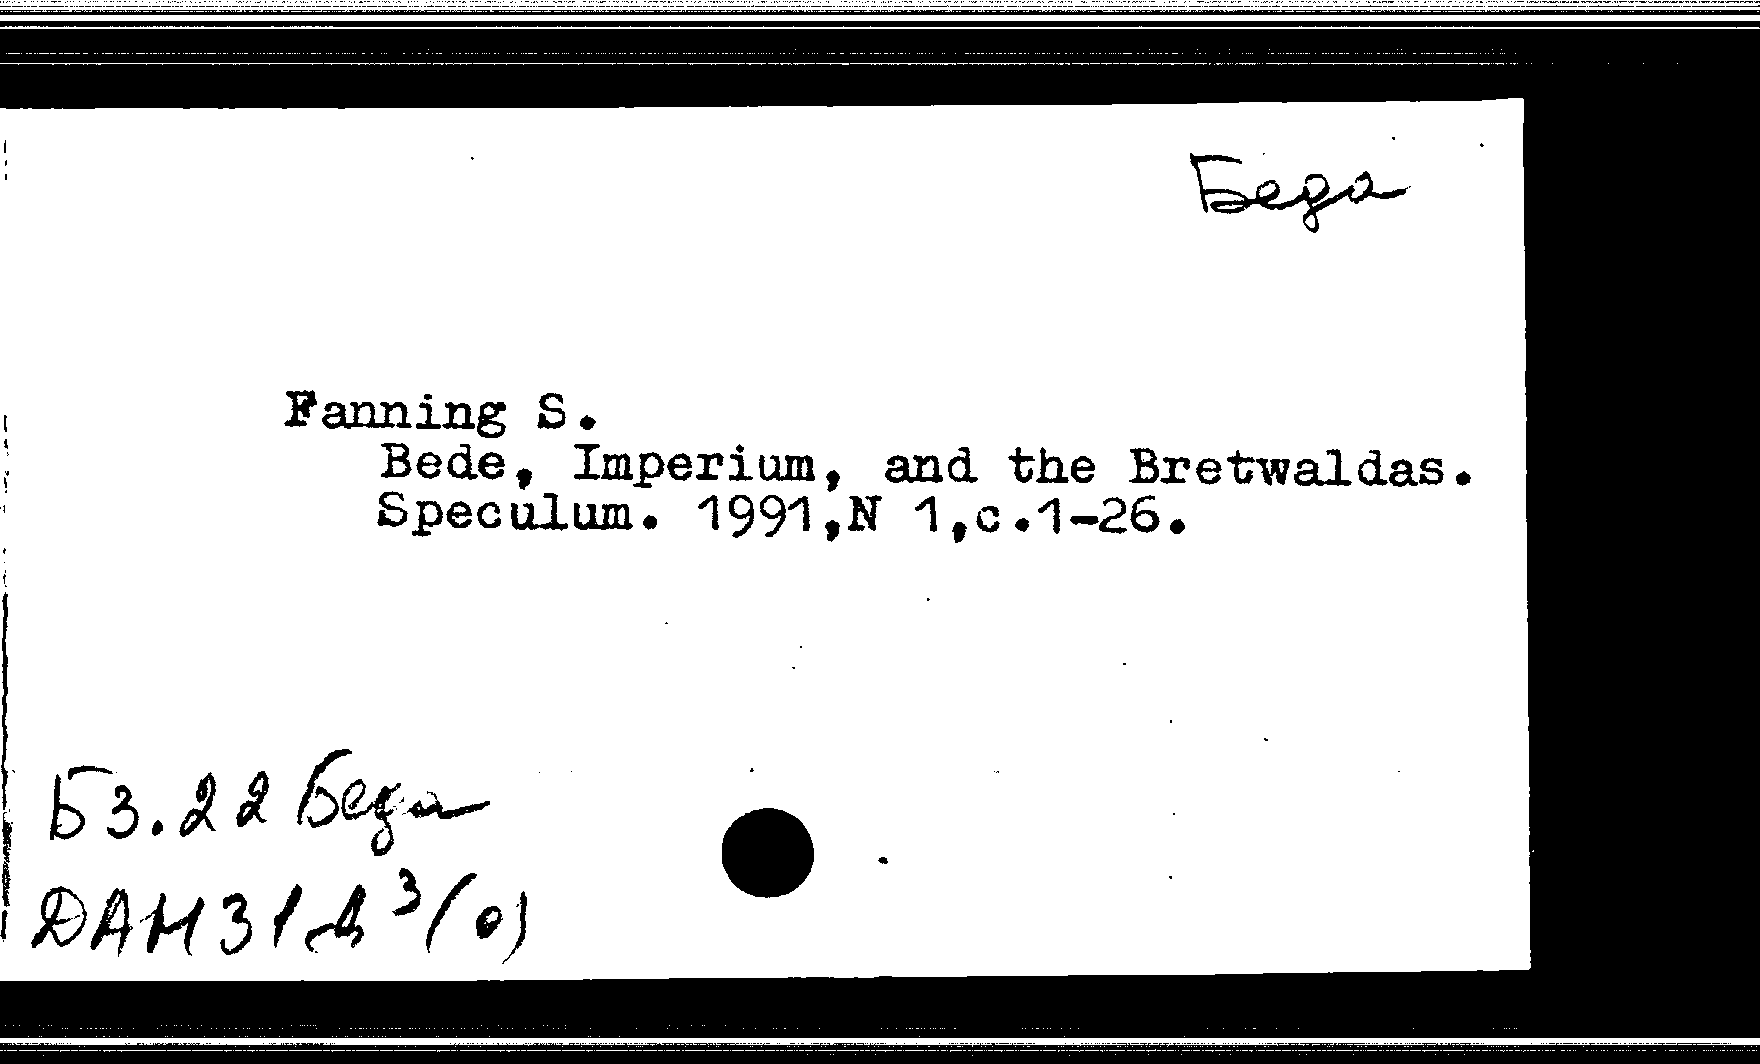 Беда
Fanning S.
Bede, Imperium, and the Bretwaldas.
Speculum. 1991,N 1,c.1-26.
Б3.22 Беда